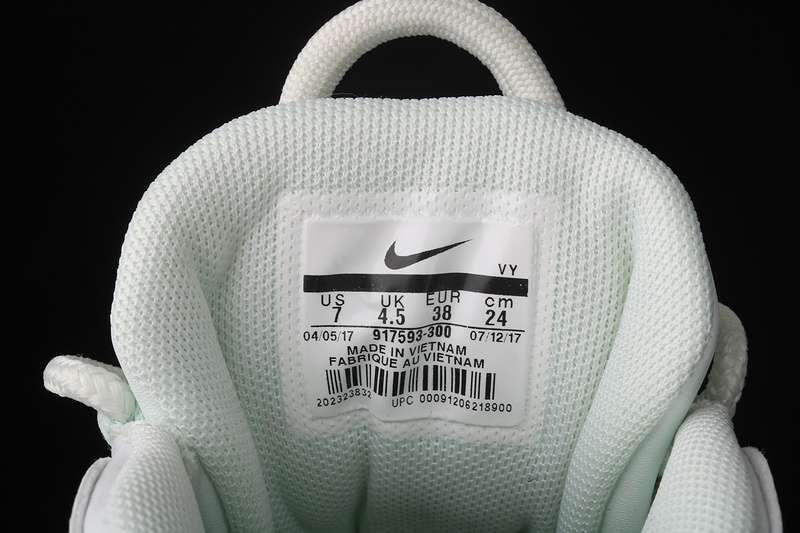 VY
US UK EUR cm
7 4.5 38 24
04/05/17 917593-300 07/12/17
MADE IN VIETNAM
FABRIQUE AU VIETNAM
202323832 UPC 00091206218900